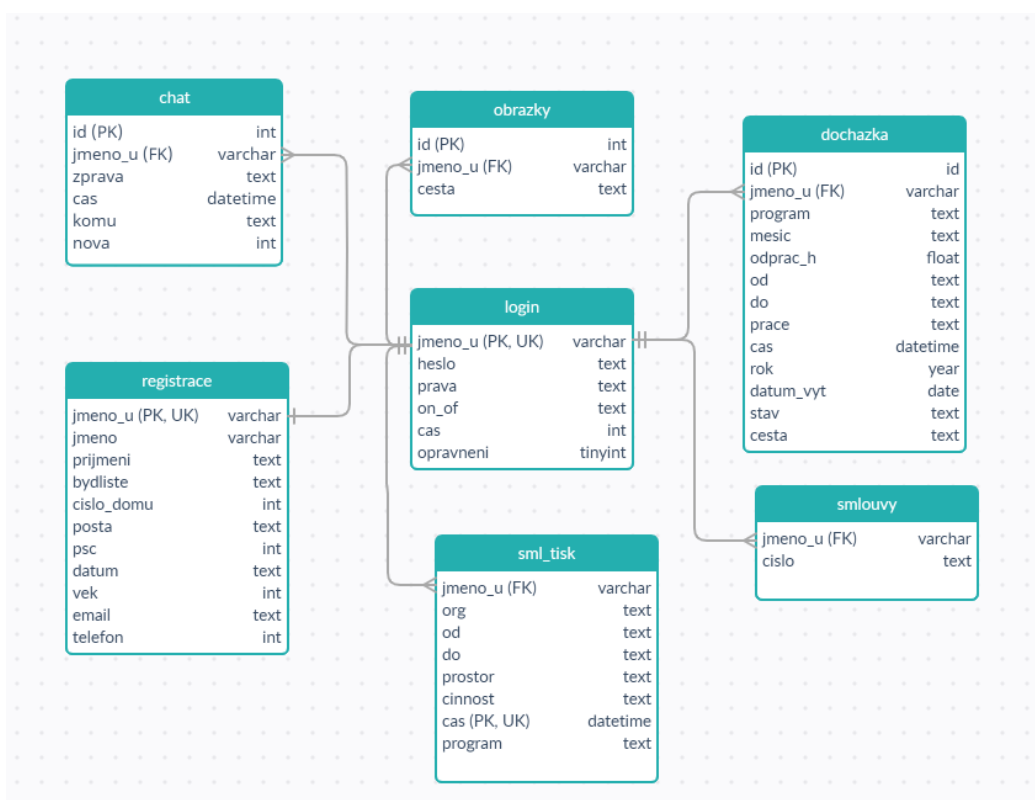 chat
id (PK) int
jmeno_u (FK) varchar
zprava text
cas datetime
komu text
nova int
obrazky
id (PK) int
jmeno_u (FK) varchar
cesta text
dochazka
id (PK) id
jmeno_u (FK) varchar
program text
mesic text
odprac_h float
od text
do text
prace text
cas datetime
rok year
datum_vyt date
stav text
cesta text
login
jmeno_u (PK, UK) varchar
heslo text
prava text
on_of text
cas int
opravneni tinyint
registrace
jmeno_u (PK, UK) varchar
jmeno varchar
prijmeni text
bydliste text
cislo_domu int
posta text
psc int
datum text
vek int
email text
telefon int
sml_tisk
jmeno_u (FK) varchar
org text
od text
do text
prostor text
cinnost text
cas (PK, UK) datetime
program text
smlouvy
jmeno_u (FK) varchar
cislo text